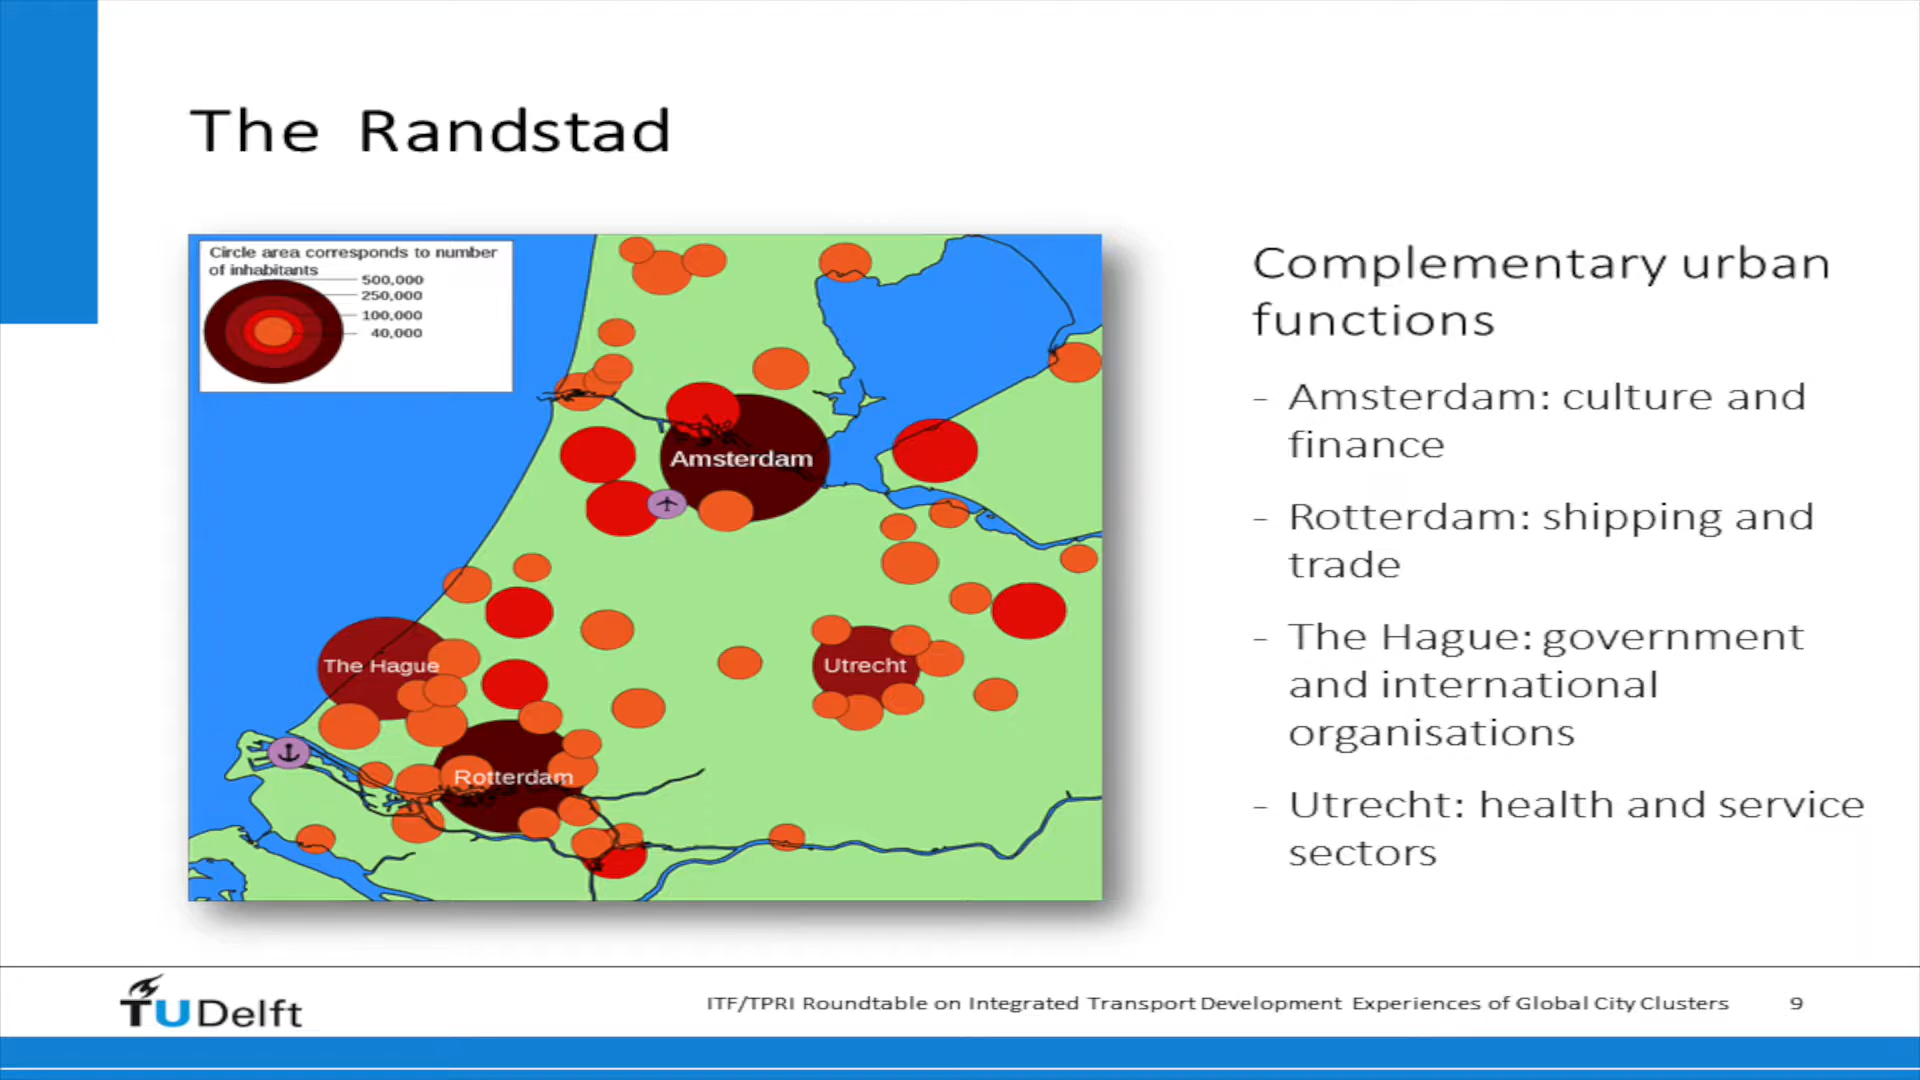 The Randstad
Circle area corresponds to number
of inhabitants
500,000
250,000
100,000
40,000
Amsterdam
The Hague
Utrecht
Rotterdam
Complementary urban
functions
- Amsterdam: culture and
finance
- Rotterdam: shipping and
trade
- The Hague: government
and international
organisations
- Utrecht: health and service
sectors
TU Delft
ITF/TPRI Roundtable on Integrated Transport Development Experiences of Global City Clusters
9